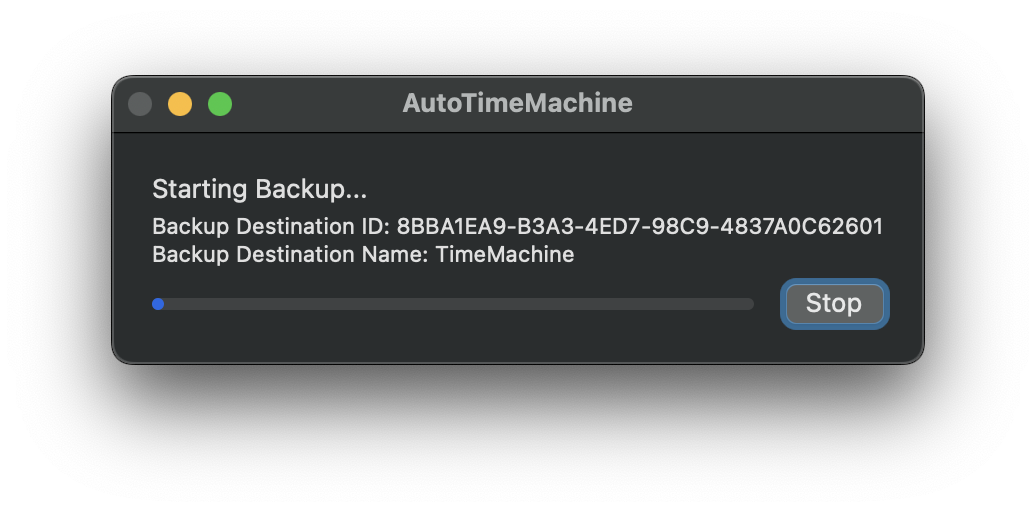 AutoTimeMachine
Starting Backup...
Backup Destination ID: 8BBA1EA9-B3A3-4ED7-98C9-4837A0C62601
Backup Destination Name: TimeMachine
Stop